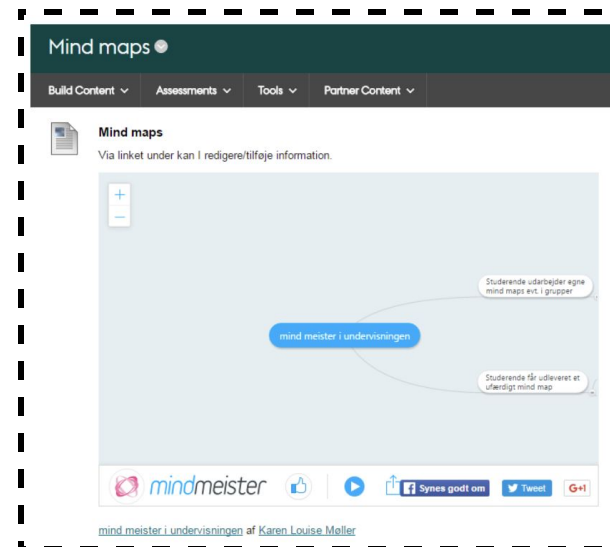 Mind maps
Build Content Assessments Tools Partner Content
Mind maps
Via linket under kan I redigere/tilføje information.
+
−
Studerende udarbejder egne
mind maps evt. i grupper
mind meister i undervisningen
Studerende får udleveret et
ufærdigt mind map
mindmeister
Synes godt om
Tweet
G+1
mind meister i undervisningen af Karen Louise Møller